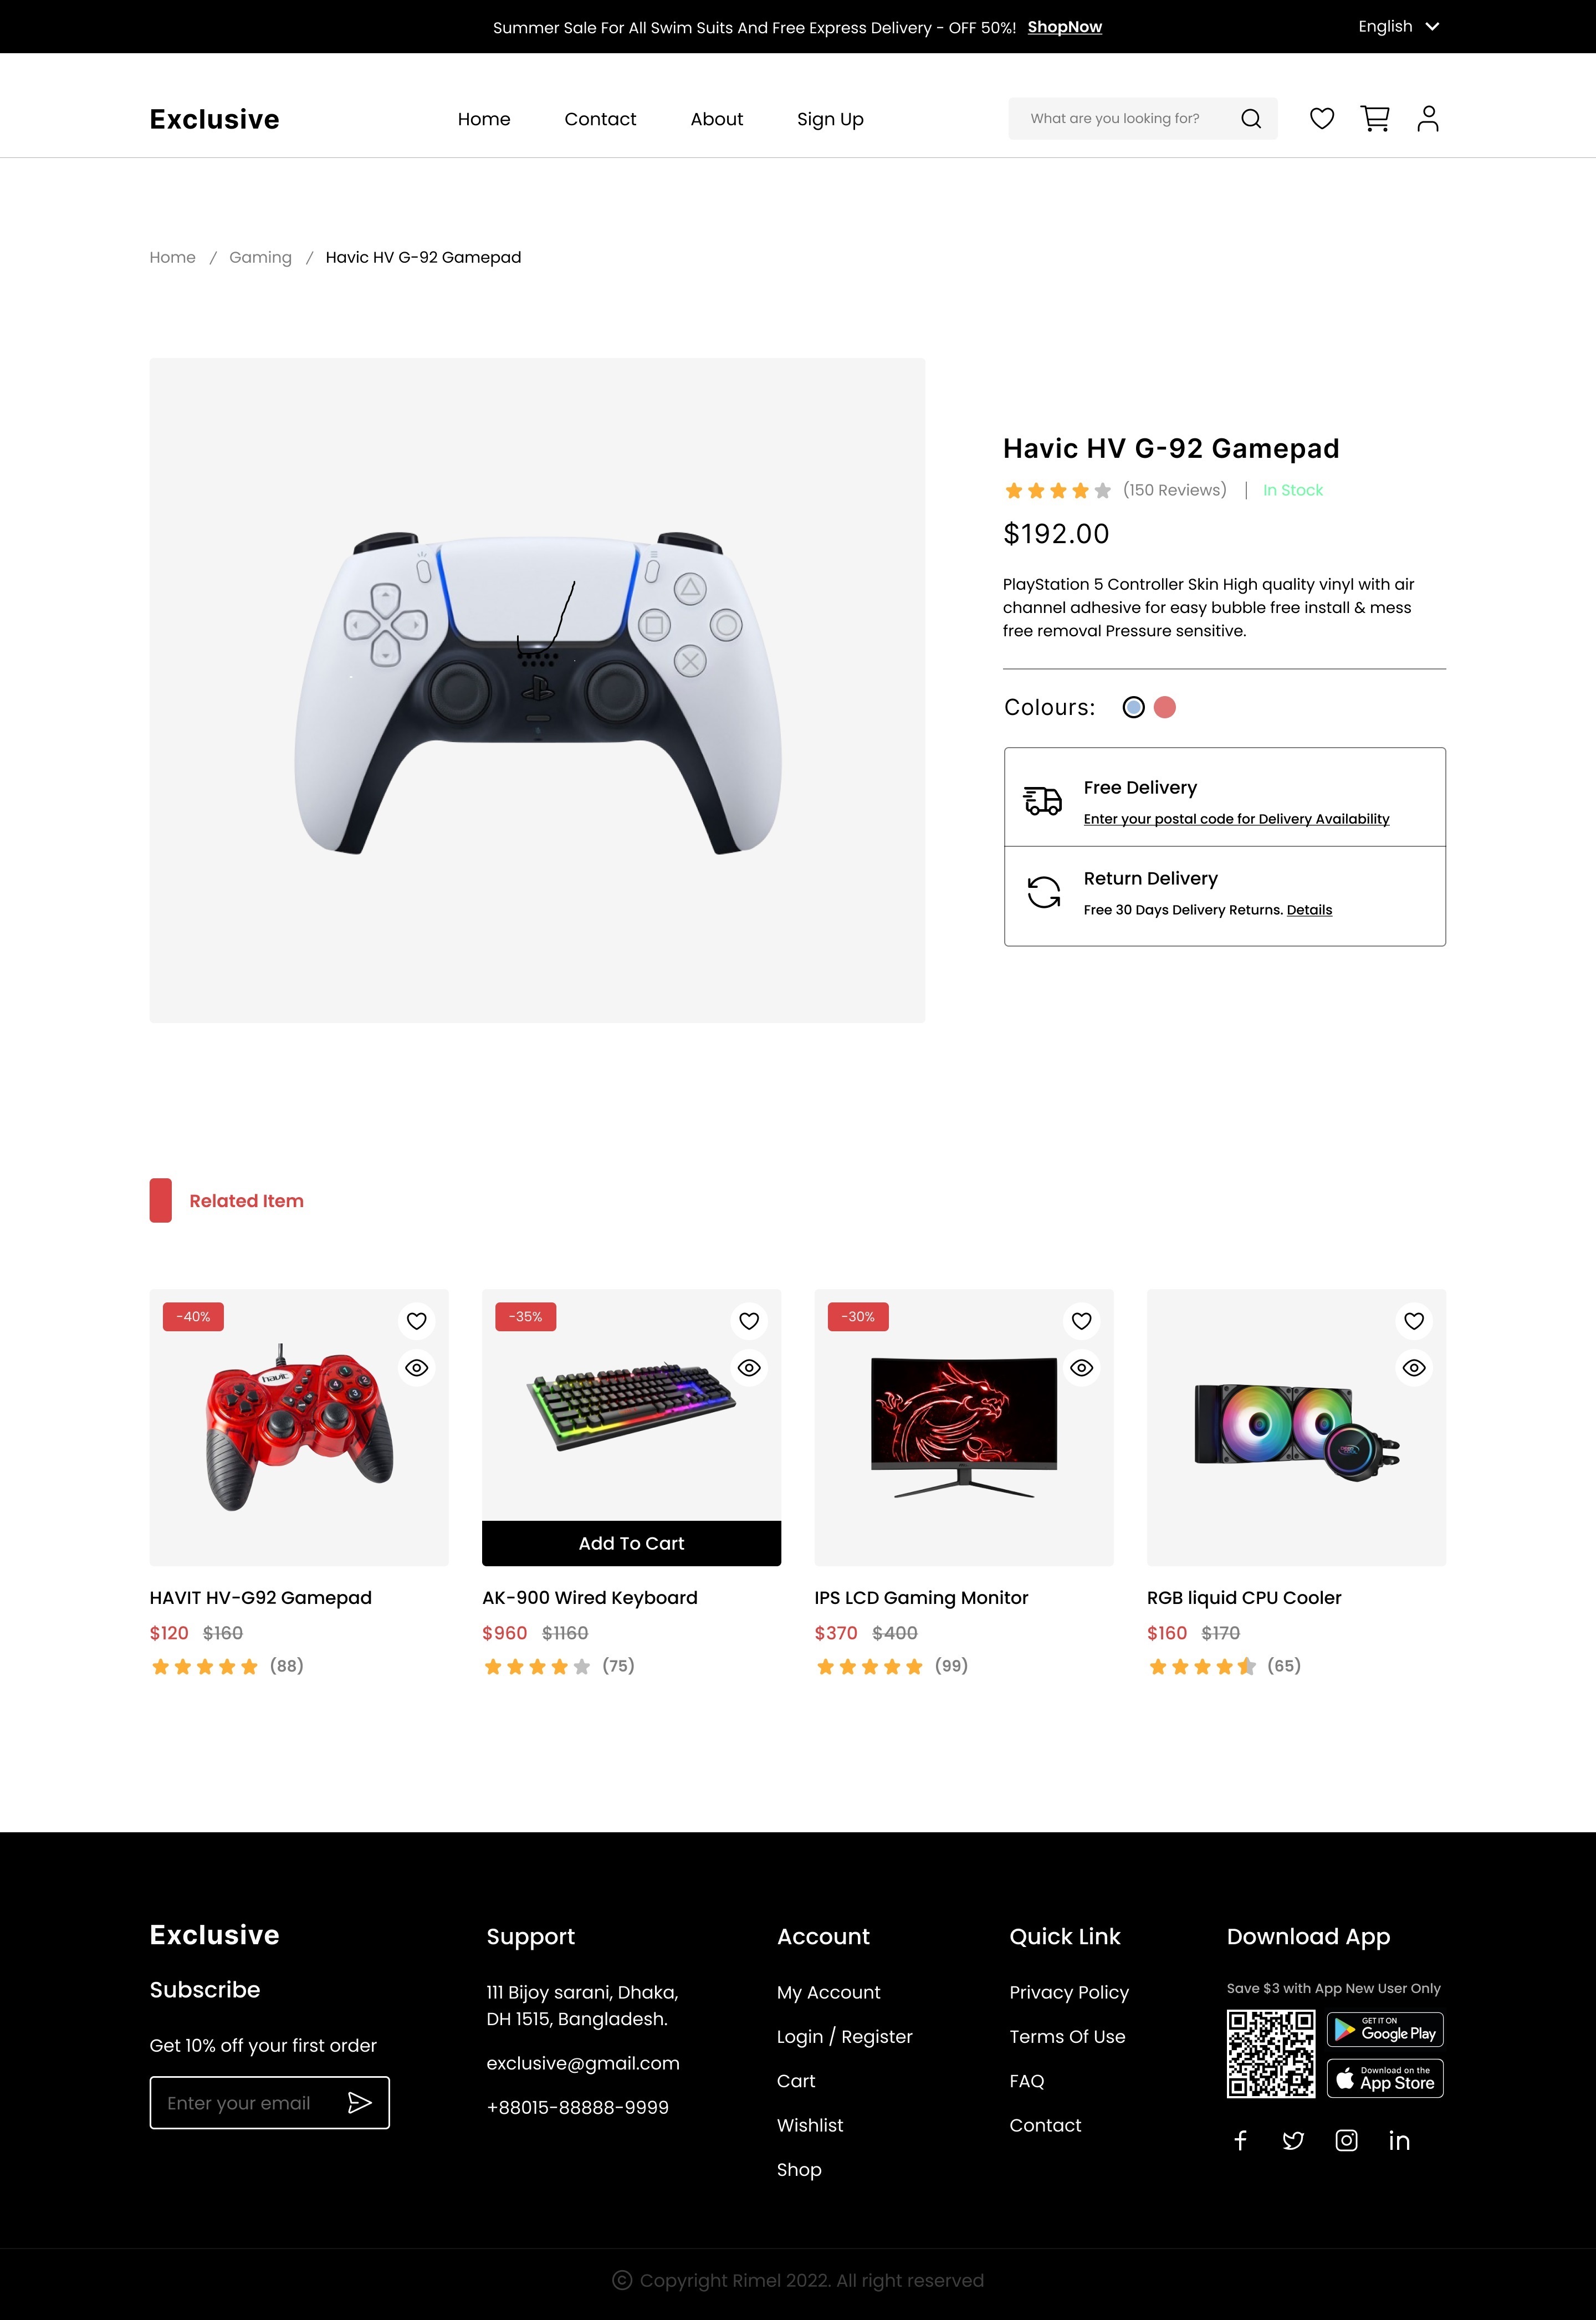 Summer Sale For All Swim Suits And Free Express Delivery - OFF 50%! ShopNow
English
Exclusive
Home
Contact
About
Sign Up
What are you looking for?
Home / Gaming / Havic HV G-92 Gamepad
Havic HV G-92 Gamepad
(150 Reviews) | In Stock
$192.00
PlayStation 5 Controller Skin High quality vinyl with air
channel adhesive for easy bubble free install & mess
free removal Pressure sensitive.
Colours:
Free Delivery
Enter your postal code for Delivery Availability
Return Delivery
Free 30 Days Delivery Returns. Details
Related Item
-40%
havic
HAVIT HV-G92 Gamepad
$120 $160
(88)
-35%
Add To Cart
AK-900 Wired Keyboard
$960 $1160
(75)
-30%
IPS LCD Gaming Monitor
$370 $400
(99)
RGB liquid CPU Cooler
$160 $170
(65)
Exclusive
Subscribe
Get 10% off your first order
Enter your email
Support
111 Bijoy sarani, Dhaka,
DH 1515, Bangladesh.
exclusive@gmail.com
+88015-88888-9999
Account
My Account
Login / Register
Cart
Wishlist
Shop
Quick Link
Privacy Policy
Terms Of Use
FAQ
Contact
Download App
Save $3 with App New User Only
GET IT ON
Google Play
Download on the
App Store
© Copyright Rimel 2022. All right reserved